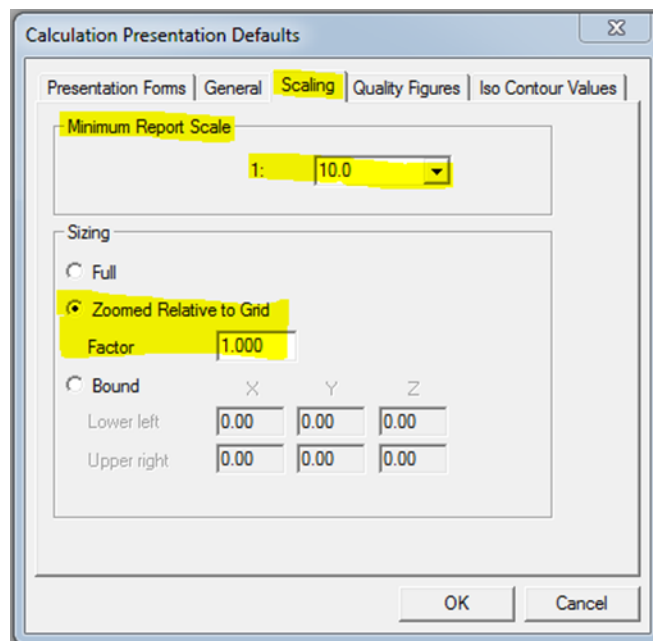 Calculation Presentation Defaults
Presentation Forms General Scaling Quality Figures Iso Contour Values
Minimum Report Scale
1: 10.0
Sizing
Full
Zoomed Relative to Grid
Factor 1.000
Bound X Y Z
Lower left 0.00 0.00 0.00
Upper right 0.00 0.00 0.00
OK Cancel